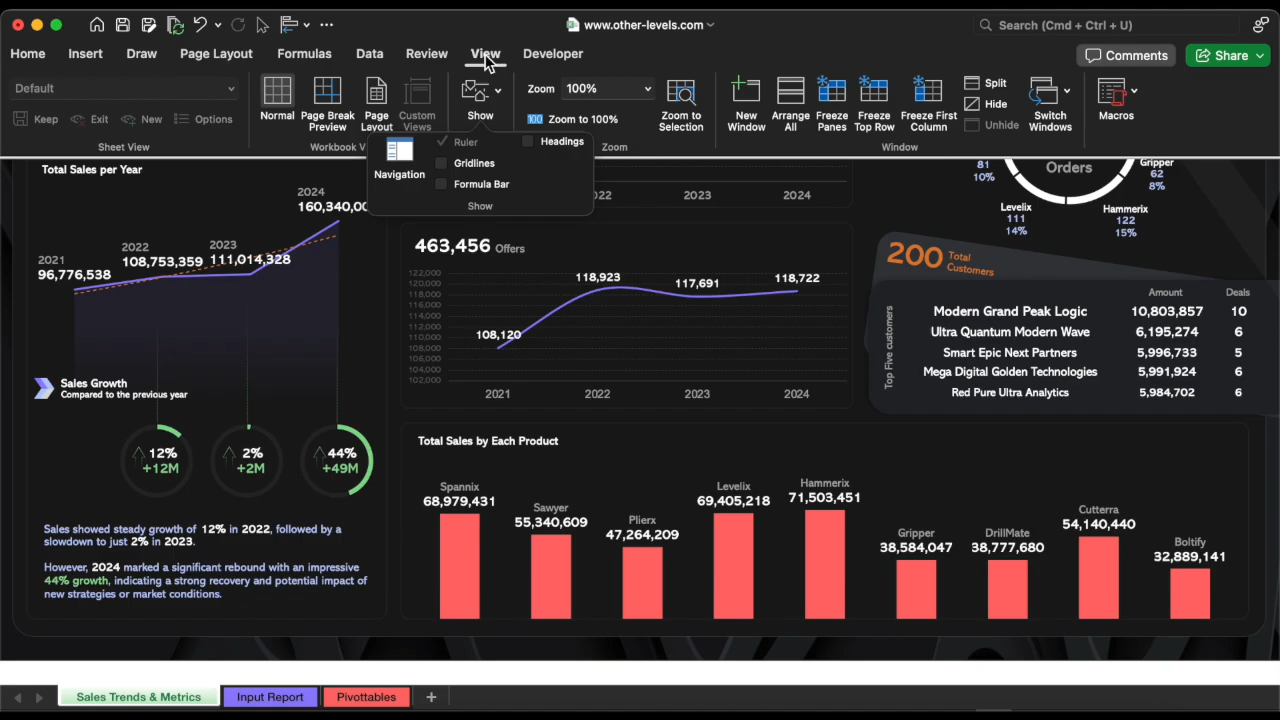 www.other-levels.com
Search (Cmd + Ctrl + U)
Home
Insert
Draw
Page Layout
Formulas
Data
Review
View
Developer
Comments
Share
Default
Keep
Exit
New
Options
Sheet View
Normal
Page Break
Preview
Page
Layout
Custom
Views
Workbook V
Show
Zoom
100%
100
Zoom to 100%
Zoom to
Selection
Zoom
New
Window
Arrange
All
Freeze
Panes
Freeze
Top Row
Freeze First
Column
Split
Hide
Unhide
Switch
Windows
Window
Macros
Navigation
Ruler
Gridlines
Formula Bar
Headings
Show
Total Sales per Year
2021
96,776,538
2022
108,753,359
2023
111,014,328
2024
Sales Growth
Compared to the previous year
12%
+12M
2%
+2M
44%
+49M
Sales showed steady growth of 12% in 2022, followed by a
slowdown to just 2% in 2023.
However, 2024 marked a significant rebound with an impressive
44% growth, indicating a strong recovery and potential impact of
new strategies or market conditions.
2023
2024
463,456 Offers
122,000
120,000
118,000
116,000
114,000
112,000
110,000
108,000
106,000
104,000
102,000
108,120
118,923
117,691
118,722
2021
2022
2023
2024
Orders
81
10%
Gripper
62
8%
Levelix
111
14%
Hammerix
122
15%
200 Total
Customers
Top Five customers
Amount
Deals
Modern Grand Peak Logic 10,803,857 10
Ultra Quantum Modern Wave 6,195,274 6
Smart Epic Next Partners 5,996,733 5
Mega Digital Golden Technologies 5,991,924 6
Red Pure Ultra Analytics 5,984,702 6
Total Sales by Each Product
Spannix
68,979,431
Sawyer
55,340,609
Plierx
47,264,209
Levelix
69,405,218
Hammerix
71,503,451
Gripper
38,584,047
DrillMate
38,777,680
Cutterra
54,140,440
Boltify
32,889,141
Sales Trends & Metrics
Input Report
Pivottables